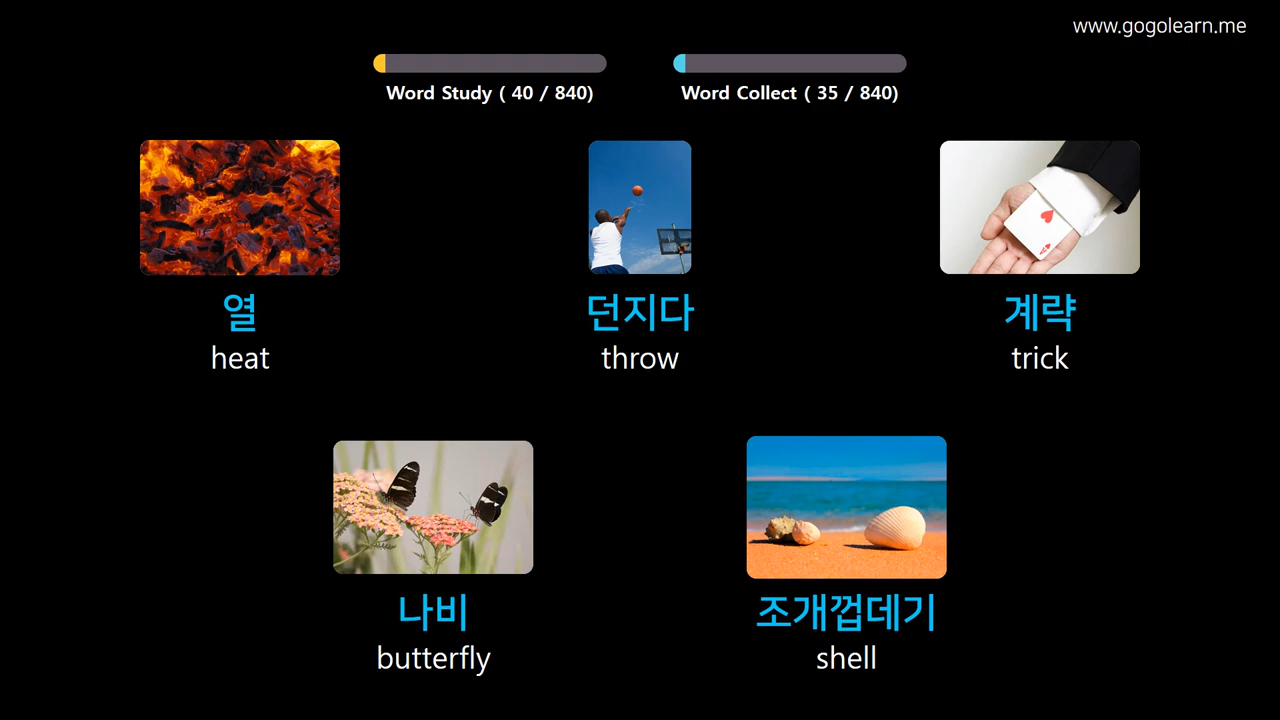 www.gogolearn.me
Word Study ( 40 / 840)
Word Collect ( 35 / 840)
열
heat
던지다
throw
계략
trick
나비
butterfly
조개껍데기
shell